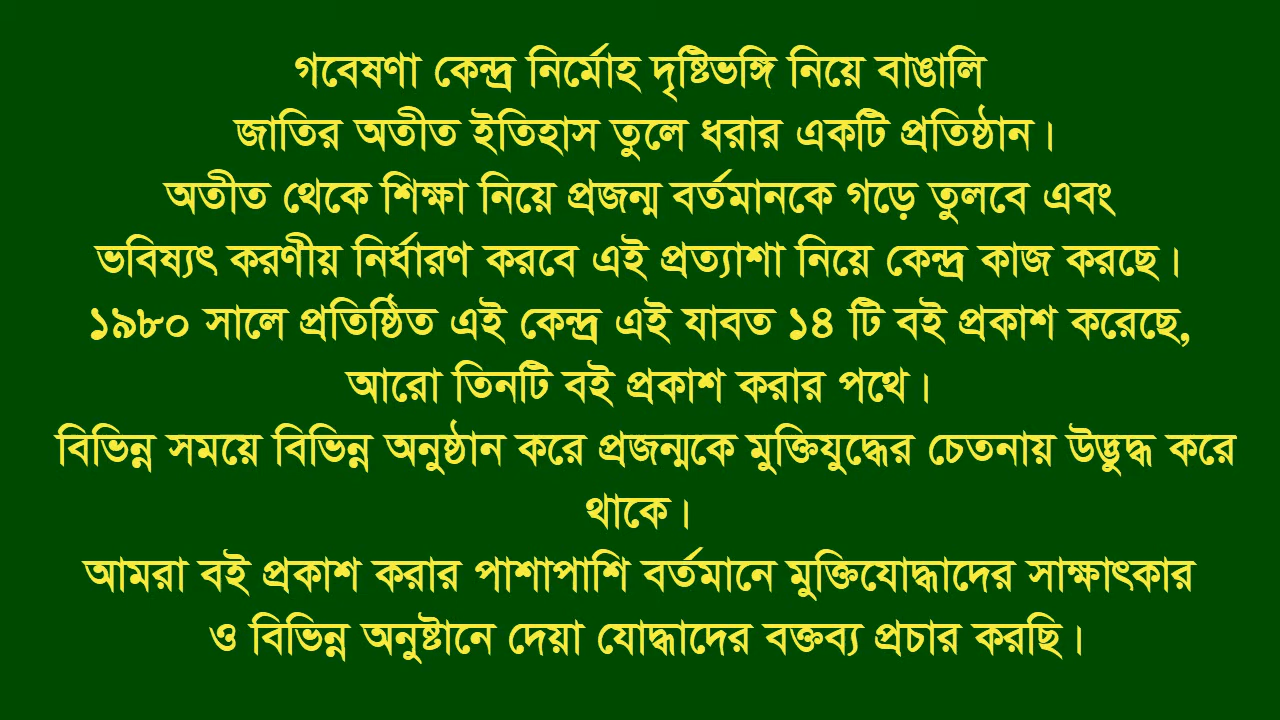 গবেষণা কেন্দ্র নির্মোহ দৃষ্টিভঙ্গি নিয়ে বাঙালি
জাতির অতীত ইতিহাস তুলে ধরার একটি প্রতিষ্ঠান।
অতীত থেকে শিক্ষা নিয়ে প্রজন্ম বর্তমানকে গড়ে তুলবে এবং
ভবিষ্যৎ করণীয় নির্ধারণ করবে এই প্রত্যাশা নিয়ে কেন্দ্র কাজ করছে।
১৯৮০ সালে প্রতিষ্ঠিত এই কেন্দ্র এই যাবত ১৪ টি বই প্রকাশ করেছে,
আরো তিনটি বই প্রকাশ করার পথে।
বিভিন্ন সময়ে বিভিন্ন অনুষ্ঠান করে প্রজন্মকে মুক্তিযুদ্ধের চেতনায় উদ্ভুদ্ধ করে
থাকে।
আমরা বই প্রকাশ করার পাশাপাশি বর্তমানে মুক্তিযোদ্ধাদের সাক্ষাৎকার
ও বিভিন্ন অনুষ্টানে দেয়া যোদ্ধাদের বক্তব্য প্রচার করছি।